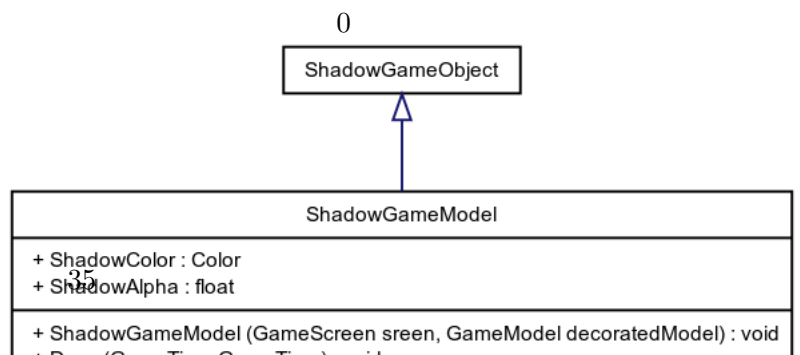 0
ShadowGameObject
ShadowGameModel
+ ShadowColor : Color
35
+ ShadowAlpha : float
+ ShadowGameModel (GameScreen sreen, GameModel decoratedModel) : void